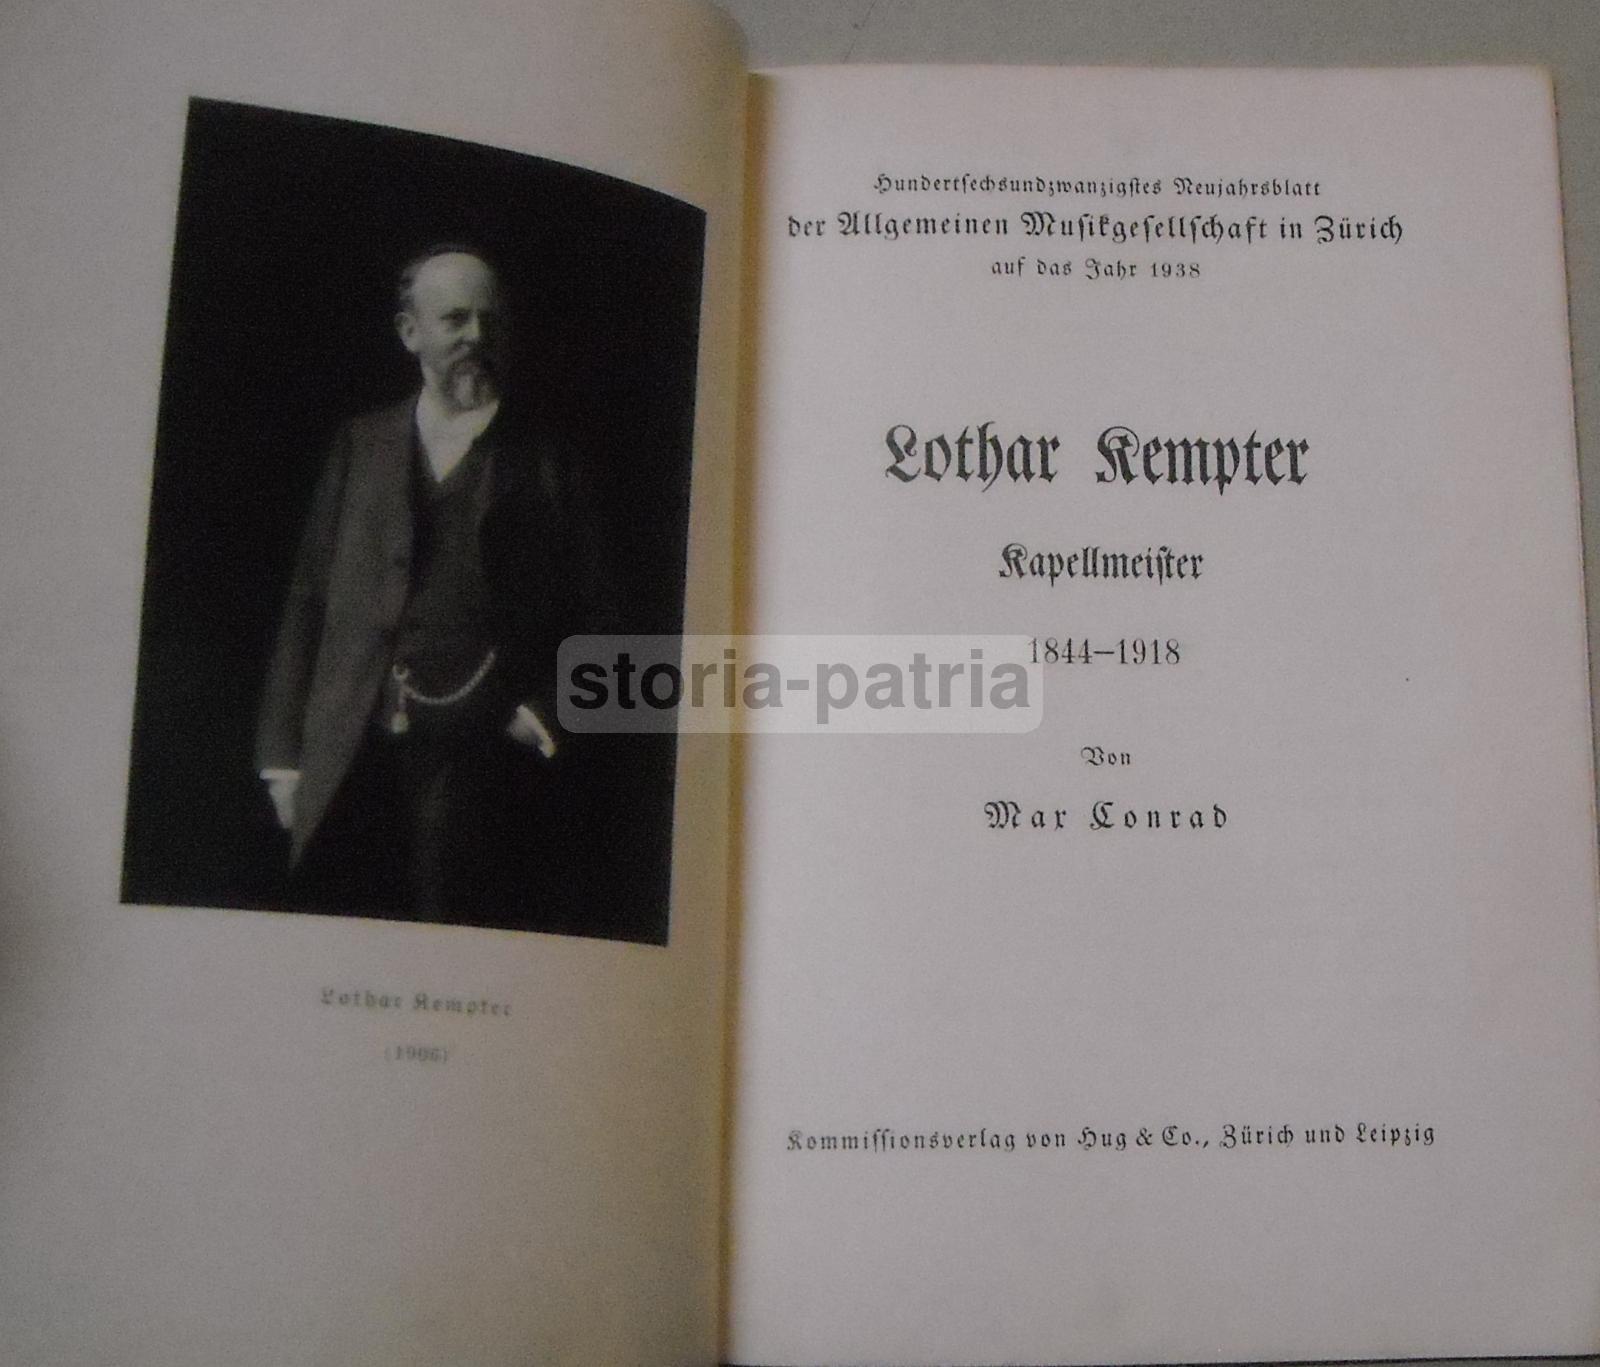 Lothar Kempter
(1906)
Hundertsechsundzwanzigstes Neujahrsblatt
der Allgemeinen Musikgesellschaft in Zürich
auf das Jahr 1938
Lothar Kempter
Kapellmeister
1844–1918
storia-patria
Von
Max Conrad
Kommissionsverlag von Hug & Co., Zürich und Leipzig